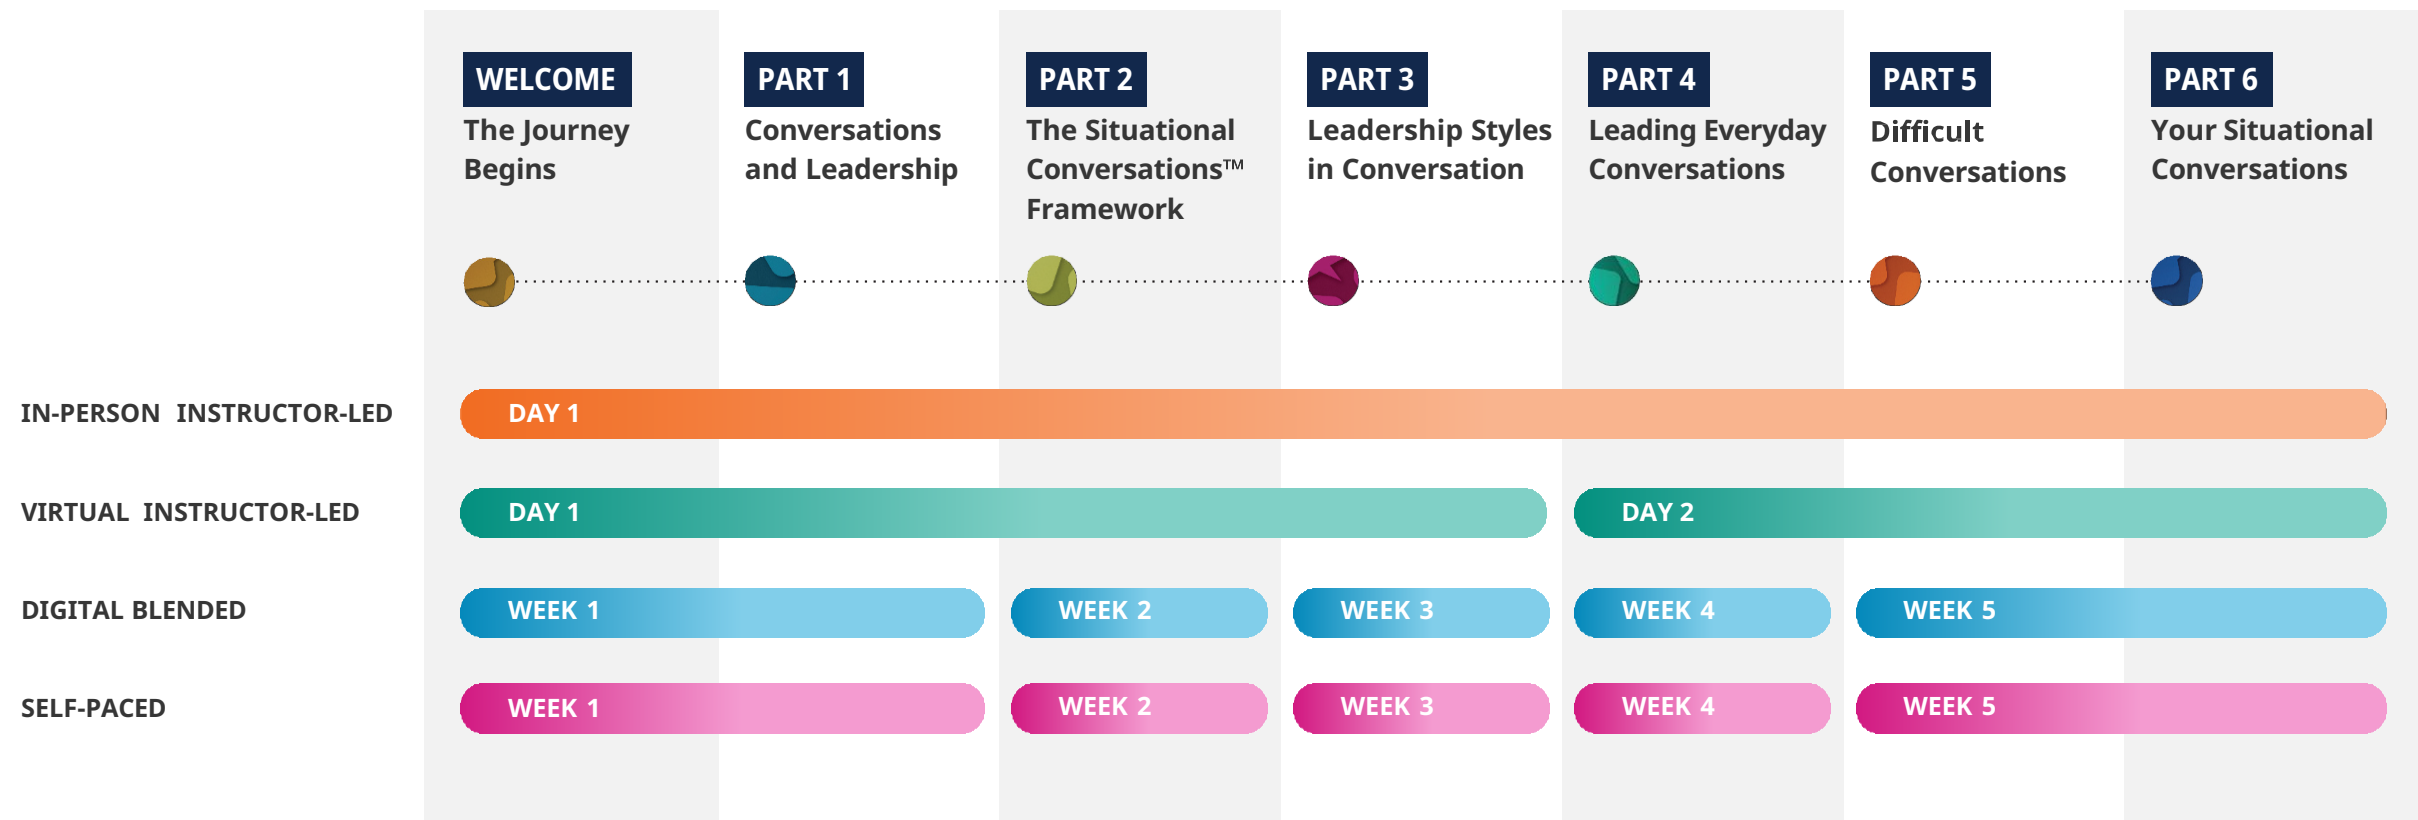 WELCOME
The Journey
Begins
PART 1
Conversations
and Leadership
PART 2
The Situational
Conversations™
Framework
PART 3
Leadership Styles
in Conversation
PART 4
Leading Everyday
Conversations
PART 5
Difficult
Conversations
PART 6
Your Situational
Conversations
IN-PERSON INSTRUCTOR-LED
DAY 1
VIRTUAL INSTRUCTOR-LED
DAY 1
DAY 2
DIGITAL BLENDED
WEEK 1
WEEK 2
WEEK 3
WEEK 4
WEEK 5
SELF-PACED
WEEK 1
WEEK 2
WEEK 3
WEEK 4
WEEK 5